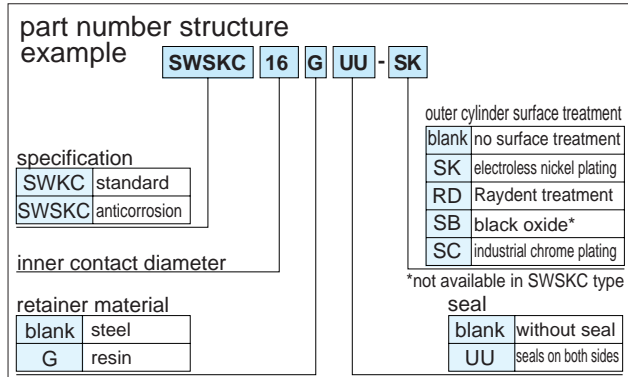 part number structure
example
SWSKC 16 G UU - SK
specification
SWKC standard
SWSKC anticorrosion
inner contact diameter
retainer material
blank steel
G resin
outer cylinder surface treatment
blank no surface treatment
SK electroless nickel plating
RD Raydent treatment
SB black oxide*
SC industrial chrome plating
*not available in SWSKC type
seal
blank without seal
UU seals on both sides